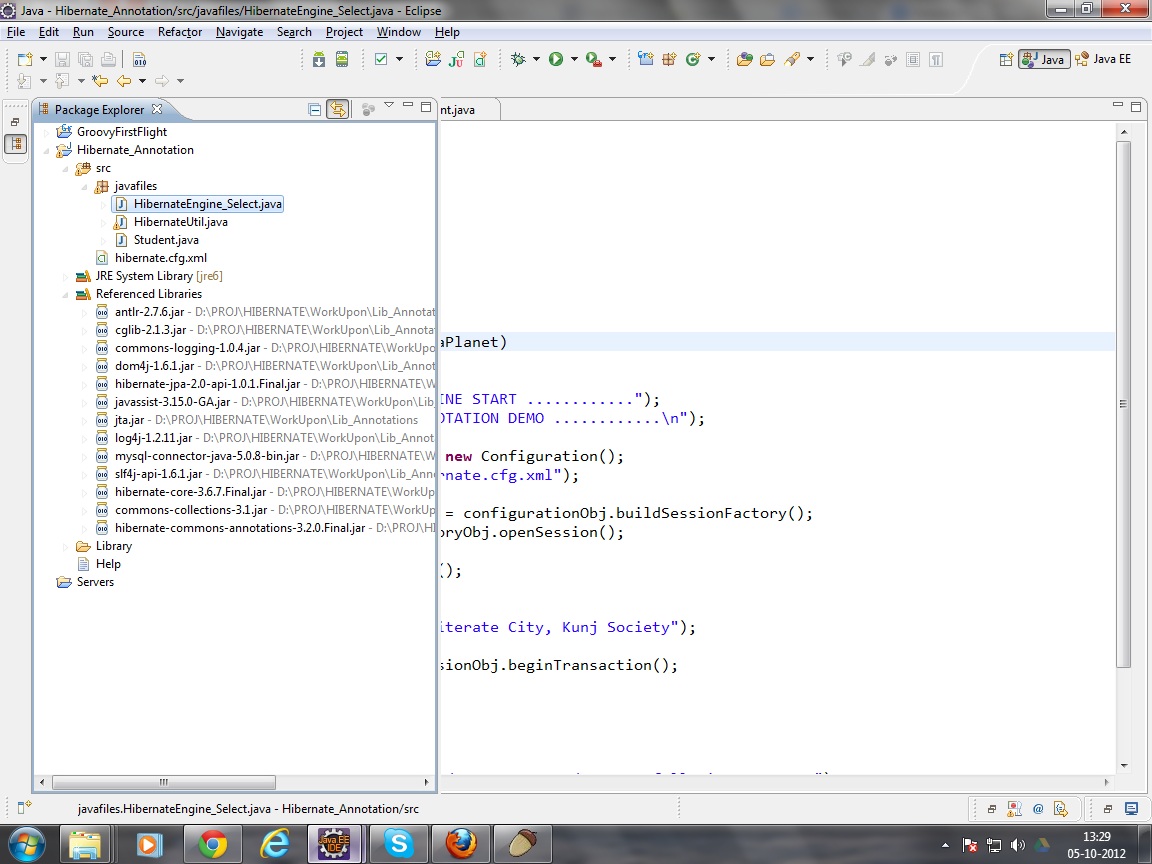 Java - Hibernate_Annotation/src/javafiles/HibernateEngine_Select.java - Eclipse
File Edit Run Source Refactor Navigate Search Project Window Help
Java Java EE
Package Explorer
nt.java
GroovyFirstFlight
Hibernate_Annotation
src
javafiles
HibernateEngine_Select.java
HibernateUtil.java
Student.java
hibernate.cfg.xml
JRE System Library [jre6]
Referenced Libraries
antlr-2.7.6.jar - D:\PROJ\HIBERNATE\WorkUpon\Lib_Annotat
cglib-2.1.3.jar - D:\PROJ\HIBERNATE\WorkUpon\Lib_Annotat
commons-logging-1.0.4.jar - D:\PROJ\HIBERNATE\WorkUpo
dom4j-1.6.1.jar - D:\PROJ\HIBERNATE\WorkUpon\Lib_Annot
hibernate-jpa-2.0-api-1.0.1.Final.jar - D:\PROJ\HIBERNATE\W
javassist-3.15.0-GA.jar - D:\PROJ\HIBERNATE\WorkUpon\Lib_
jta.jar - D:\PROJ\HIBERNATE\WorkUpon\Lib_Annotations
log4j-1.2.11.jar - D:\PROJ\HIBERNATE\WorkUpon\Lib_Annot
mysql-connector-java-5.0.8-bin.jar - D:\PROJ\HIBERNATE\Wo
slf4j-api-1.6.1.jar - D:\PROJ\HIBERNATE\WorkUpon\Lib_Ann
hibernate-core-3.6.7.Final.jar - D:\PROJ\HIBERNATE\WorkUp
commons-collections-3.1.jar - D:\PROJ\HIBERNATE\WorkUp
hibernate-commons-annotations-3.2.0.Final.jar - D:\PROJ\HI
Library
Help
Servers
aPlanet)
INE START ............");
OTATION DEMO ............\n");
new Configuration();
rnate.cfg.xml");
= configurationObj.buildSessionFactory();
oryObj.openSession();
();
iterate City, Kunj Society");
sionObj.beginTransaction();
javafiles.HibernateEngine_Select.java - Hibernate_Annotation/src
Java EE
IDE
13:29
05-10-2012